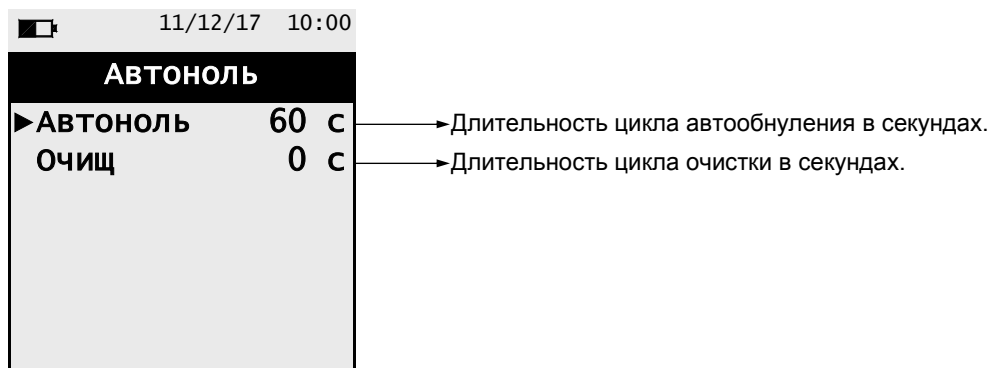 11/12/17 10:00
Автоноль
Автоноль 60 с Длительность цикла автообнуления в секундах.
Очищ 0 с Длительность цикла очистки в секундах.